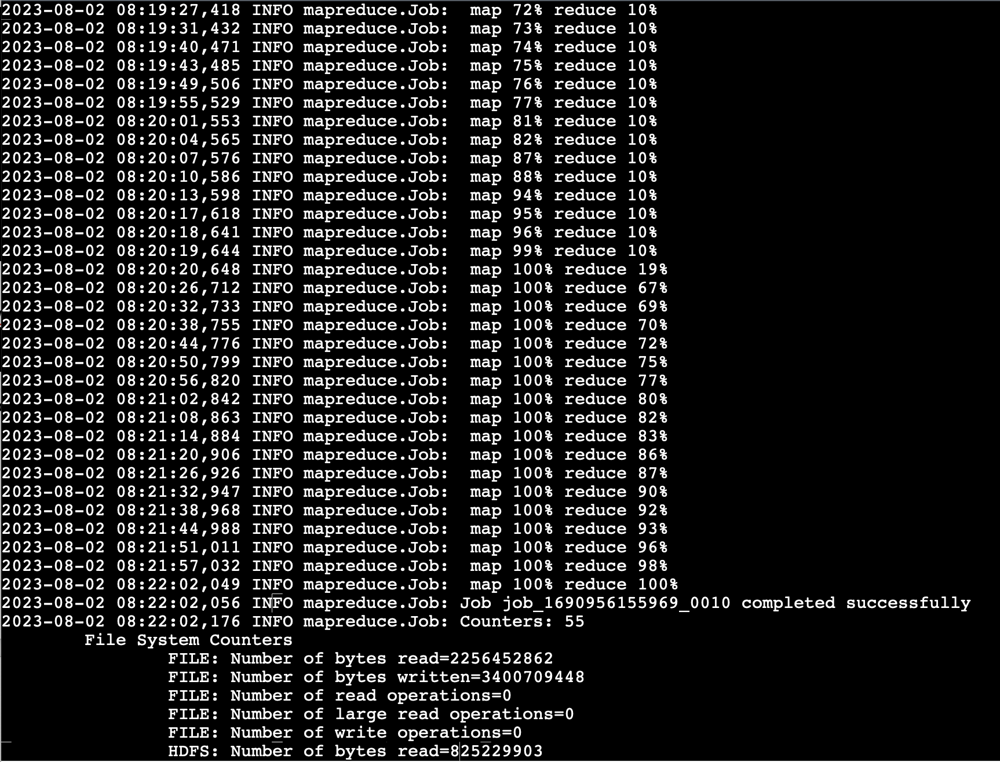 2023-08-02 08:19:27,418 INFO mapreduce.Job:  map 72% reduce 10%
2023-08-02 08:19:31,432 INFO mapreduce.Job:  map 73% reduce 10%
2023-08-02 08:19:40,471 INFO mapreduce.Job:  map 74% reduce 10%
2023-08-02 08:19:43,485 INFO mapreduce.Job:  map 75% reduce 10%
2023-08-02 08:19:49,506 INFO mapreduce.Job:  map 76% reduce 10%
2023-08-02 08:19:55,529 INFO mapreduce.Job:  map 77% reduce 10%
2023-08-02 08:20:01,553 INFO mapreduce.Job:  map 81% reduce 10%
2023-08-02 08:20:04,565 INFO mapreduce.Job:  map 82% reduce 10%
2023-08-02 08:20:07,576 INFO mapreduce.Job:  map 87% reduce 10%
2023-08-02 08:20:10,586 INFO mapreduce.Job:  map 88% reduce 10%
2023-08-02 08:20:13,598 INFO mapreduce.Job:  map 94% reduce 10%
2023-08-02 08:20:17,618 INFO mapreduce.Job:  map 95% reduce 10%
2023-08-02 08:20:18,641 INFO mapreduce.Job:  map 96% reduce 10%
2023-08-02 08:20:19,644 INFO mapreduce.Job:  map 99% reduce 10%
2023-08-02 08:20:20,648 INFO mapreduce.Job:  map 100% reduce 19%
2023-08-02 08:20:26,712 INFO mapreduce.Job:  map 100% reduce 67%
2023-08-02 08:20:32,733 INFO mapreduce.Job:  map 100% reduce 69%
2023-08-02 08:20:38,755 INFO mapreduce.Job:  map 100% reduce 70%
2023-08-02 08:20:44,776 INFO mapreduce.Job:  map 100% reduce 72%
2023-08-02 08:20:50,799 INFO mapreduce.Job:  map 100% reduce 75%
2023-08-02 08:20:56,820 INFO mapreduce.Job:  map 100% reduce 77%
2023-08-02 08:21:02,842 INFO mapreduce.Job:  map 100% reduce 80%
2023-08-02 08:21:08,863 INFO mapreduce.Job:  map 100% reduce 82%
2023-08-02 08:21:14,884 INFO mapreduce.Job:  map 100% reduce 83%
2023-08-02 08:21:20,906 INFO mapreduce.Job:  map 100% reduce 86%
2023-08-02 08:21:26,926 INFO mapreduce.Job:  map 100% reduce 87%
2023-08-02 08:21:32,947 INFO mapreduce.Job:  map 100% reduce 90%
2023-08-02 08:21:38,968 INFO mapreduce.Job:  map 100% reduce 92%
2023-08-02 08:21:44,988 INFO mapreduce.Job:  map 100% reduce 93%
2023-08-02 08:21:51,011 INFO mapreduce.Job:  map 100% reduce 96%
2023-08-02 08:21:57,032 INFO mapreduce.Job:  map 100% reduce 98%
2023-08-02 08:22:02,049 INFO mapreduce.Job:  map 100% reduce 100%
2023-08-02 08:22:02,056 INFO mapreduce.Job: Job job_1690956155969_0010 completed successfully
2023-08-02 08:22:02,176 INFO mapreduce.Job: Counters: 55
File System Counters
FILE: Number of bytes read=2256452862
FILE: Number of bytes written=3400709448
FILE: Number of read operations=0
FILE: Number of large read operations=0
FILE: Number of write operations=0
HDFS: Number of bytes read=825229903